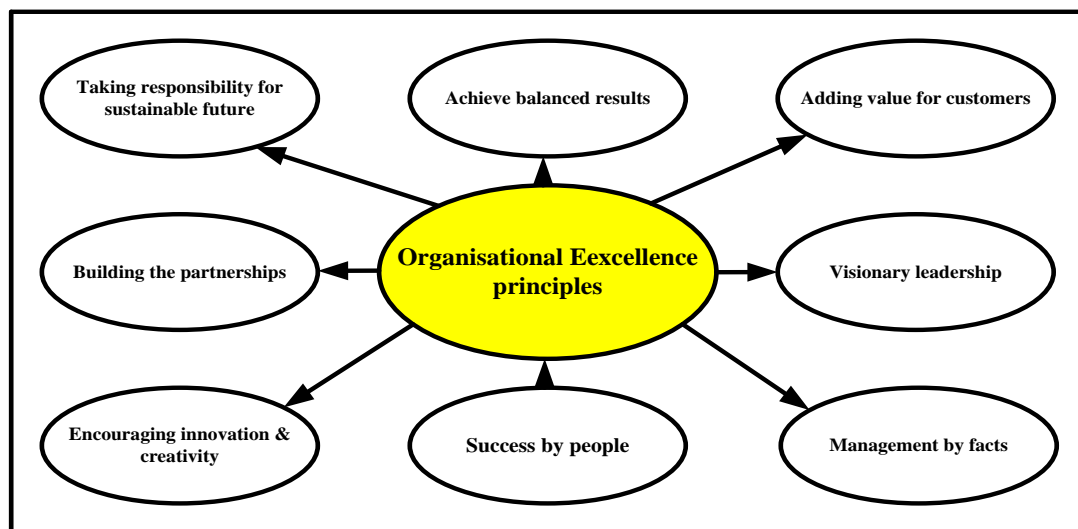 Taking responsibility for
sustainable future
Achieve balanced results
Adding value for customers
Building the partnerships
Organisational Eexcellence
principles
Visionary leadership
Encouraging innovation &
creativity
Success by people
Management by facts